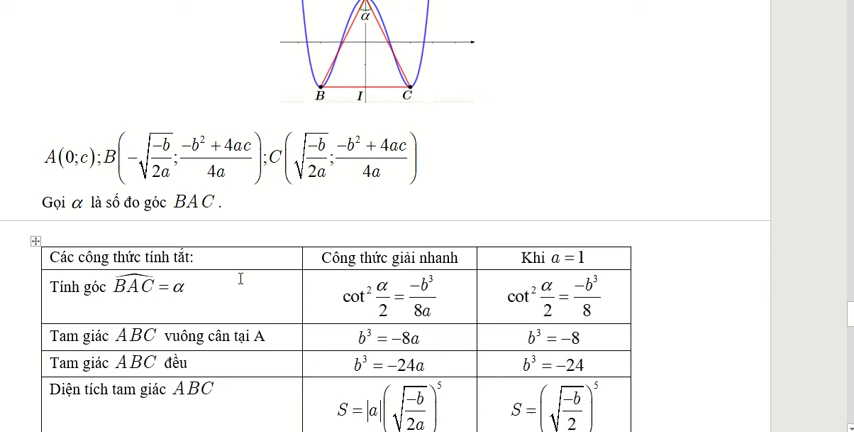 α
B I C
A(0;c); B(-√(-b/2a); (-b² + 4ac)/4a); C(√(-b/2a); (-b² + 4ac)/4a)
Gọi α là số đo góc BAC.
Các công thức tính tắt: Công thức giải nhanh Khi a = 1
Tính góc BAC = α cot² α/2 = -b³/8a cot² α/2 = -b³/8
Tam giác ABC vuông cân tại A b³ = -8a b³ = -8
Tam giác ABC đều b³ = -24a b³ = -24
Diện tích tam giác ABC S = |a|(√(-b/2a))⁵ S = (√(-b/2))⁵